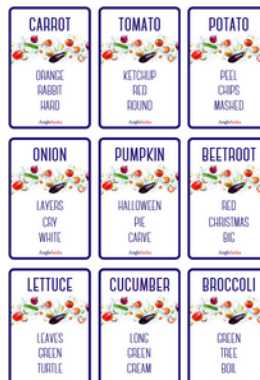 CARROT
ORANGE
RABBIT
HARD
TOMATO
KETCHUP
RED
ROUND
POTATO
PEEL
CHIPS
MASHED
ONION
LAYERS
CRY
WHITE
PUMPKIN
HALLOWEEN
PIE
CARVE
BEETROOT
RED
CHRISTMAS
BIG
LETTUCE
LEAVES
GREEN
TURTLE
CUCUMBER
LONG
GREEN
CREAM
BROCCOLI
GREEN
TREE
BOIL